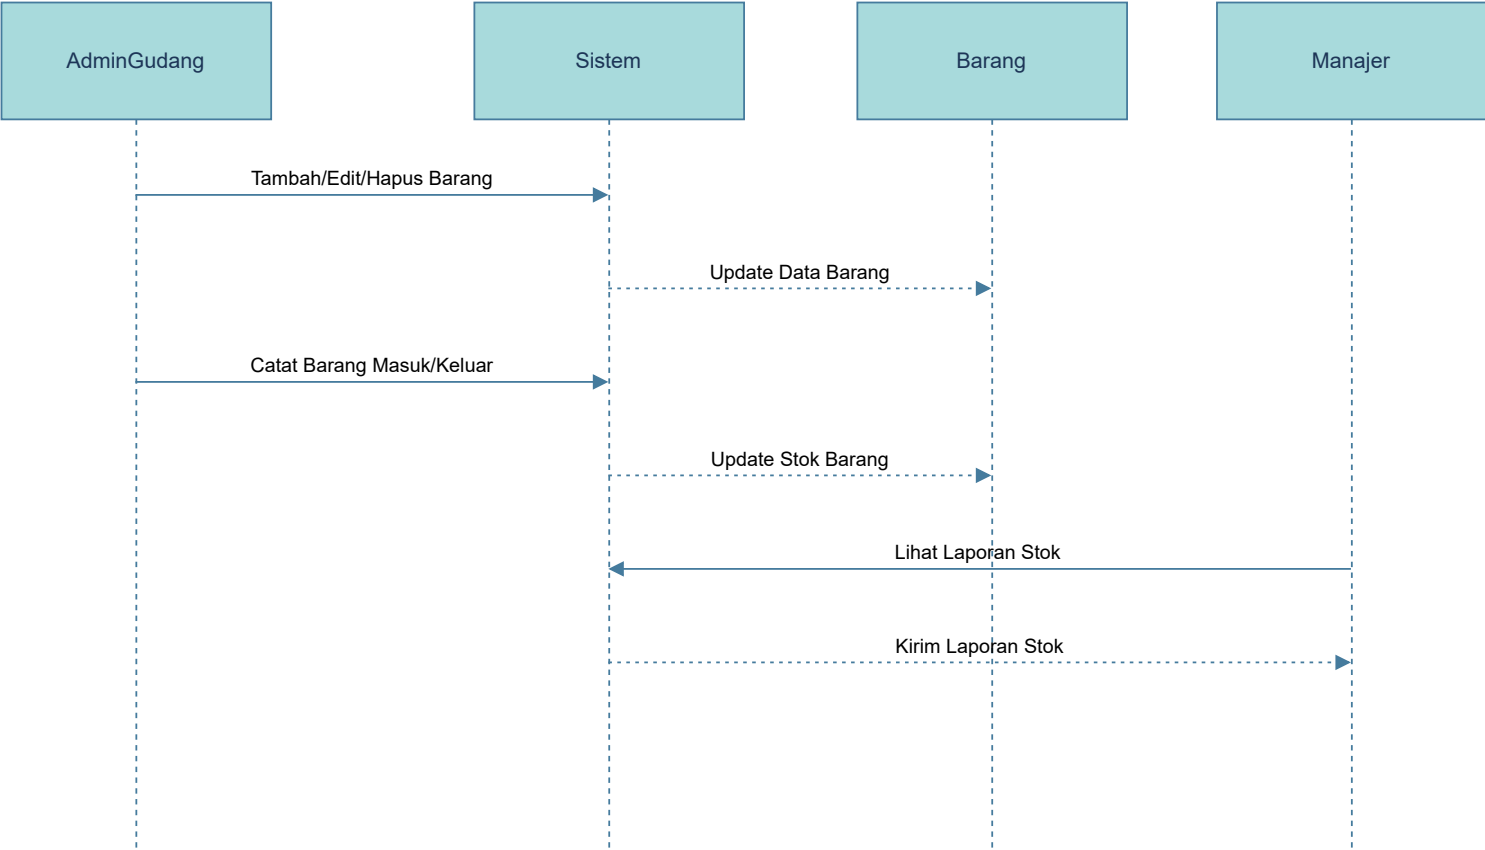 AdminGudang
Sistem
Barang
Manajer
Tambah/Edit/Hapus Barang
Update Data Barang
Catat Barang Masuk/Keluar
Update Stok Barang
Lihat Laporan Stok
Kirim Laporan Stok